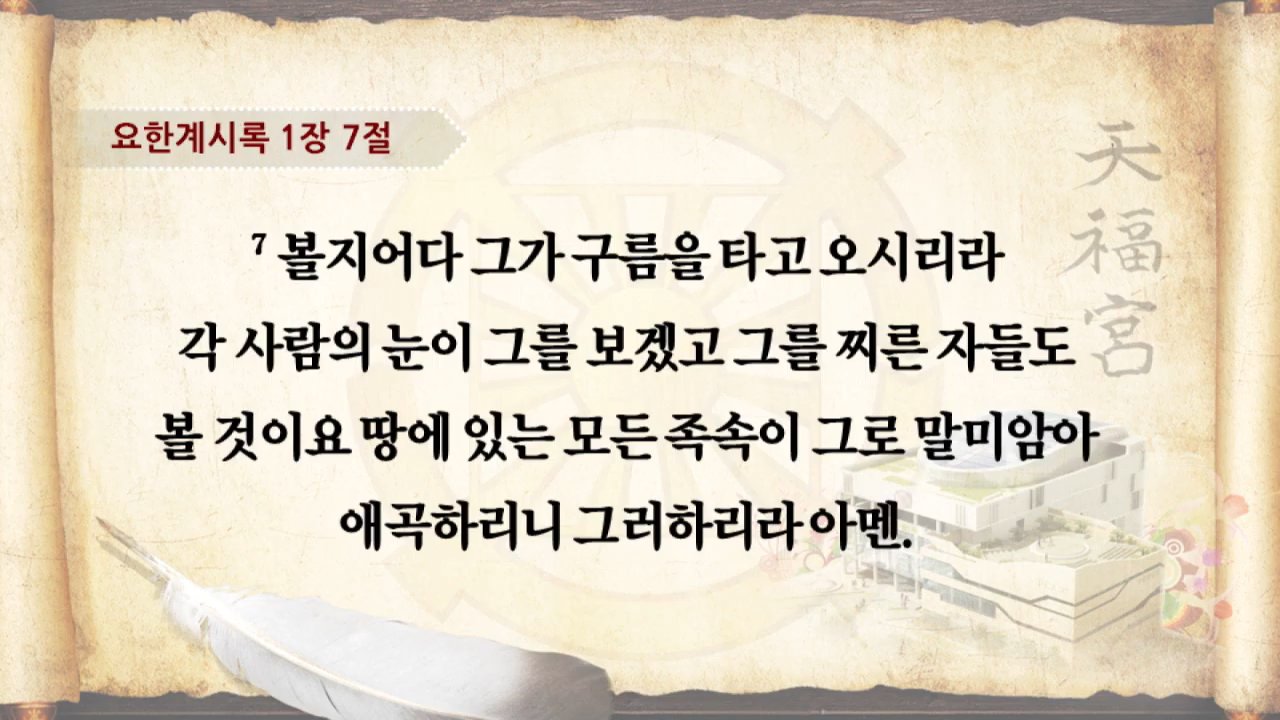 요한계시록 1장 7절
7 볼지어다 그가 구름을 타고 오시리라
각 사람의 눈이 그를 보겠고 그를 찌른 자들도
볼 것이요 땅에 있는 모든 족속이 그로 말미암아
애곡하리니 그러하리라 아멘.
天福宮